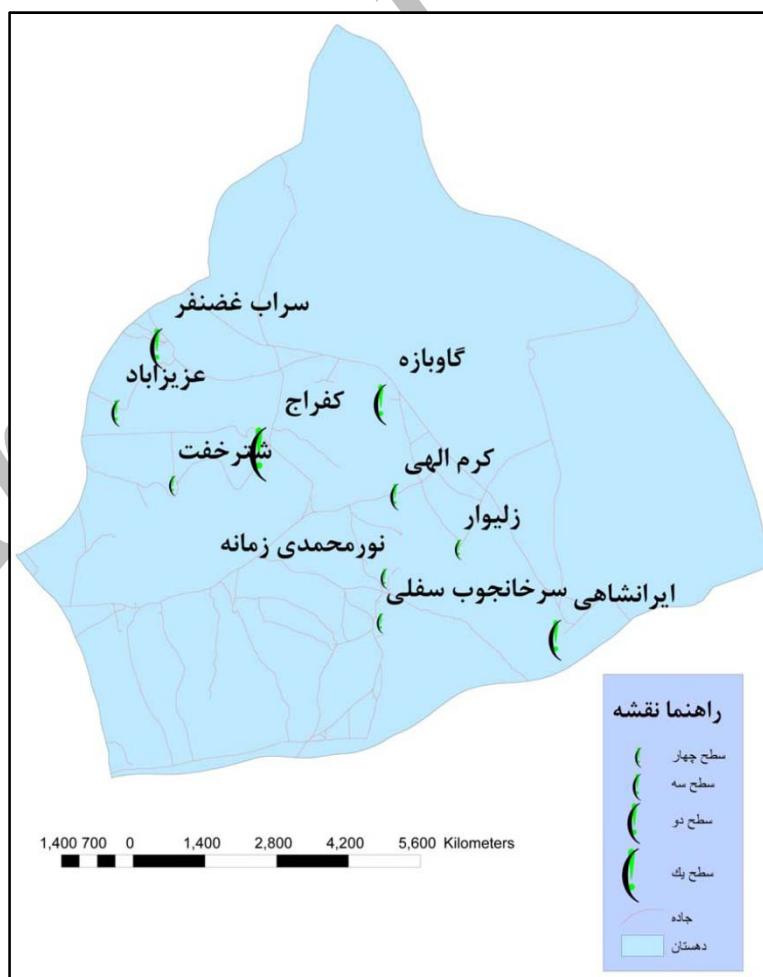 سراب غضنفر
گاوبازه
عزیزاباد
کفراج
شترخفت
کرم الهی
زلیوار
نورمحمدی زمانه
سرخانجوب سفلی
ایرانشاهی
راهنما نقشه
سطح چهار
سطح سه
سطح دو
سطح یك
جاده
دهستان
1,400 700 0 1,400 2,800 4,200 5,600 Kilometers